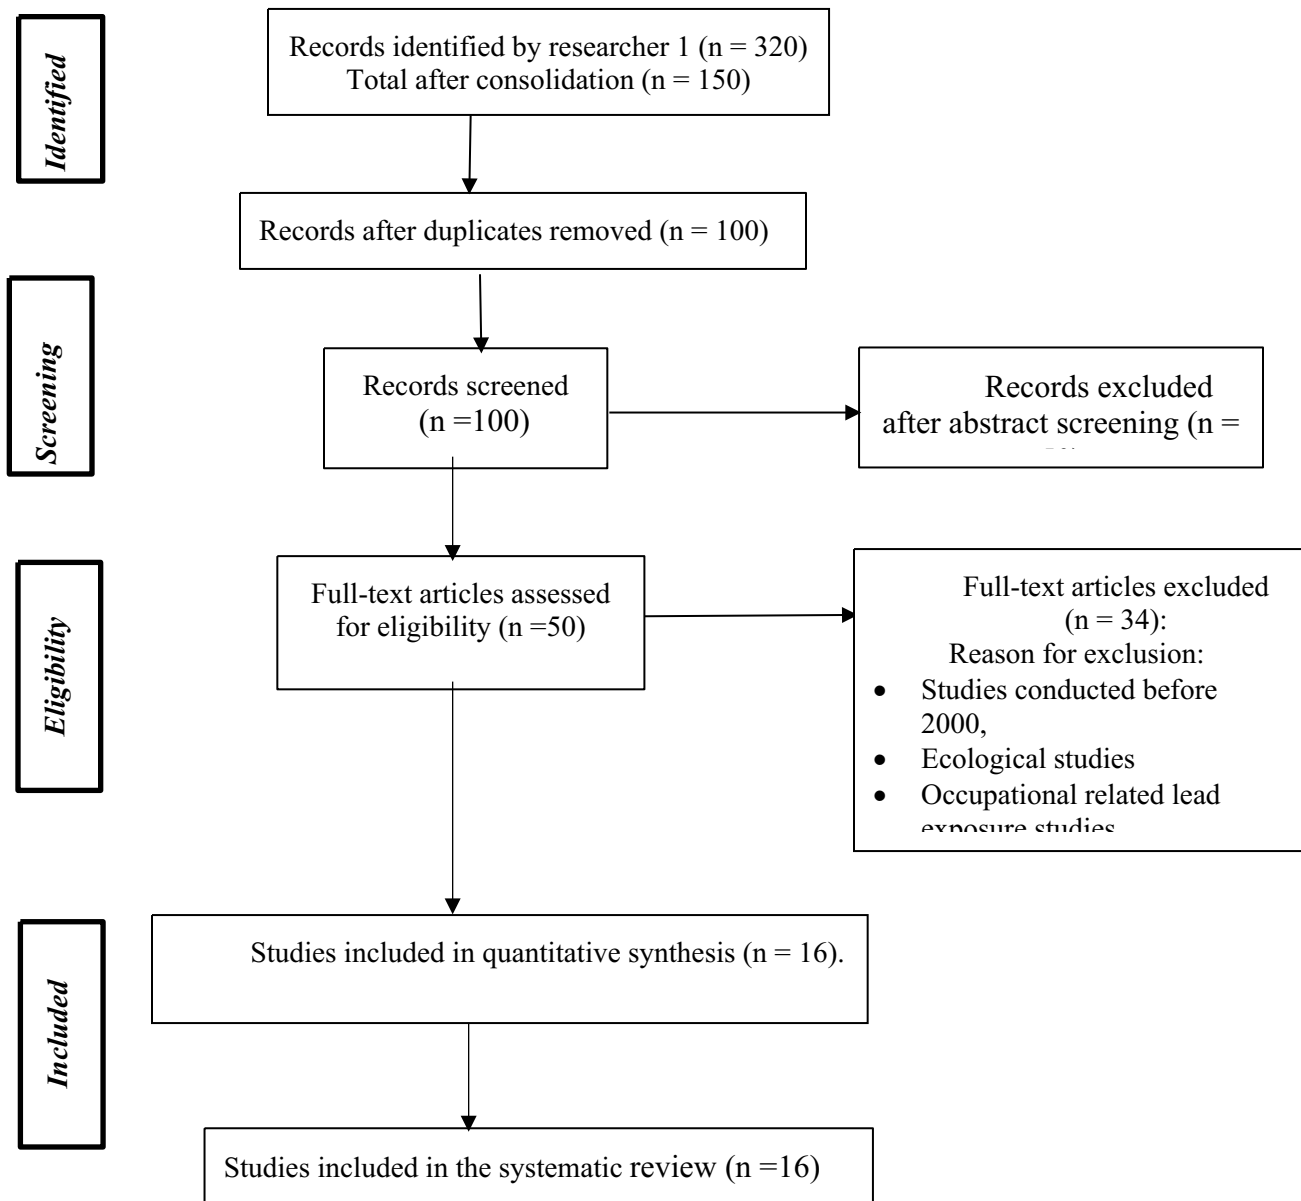 Identified
Records identified by researcher 1 (n = 320)
Total after consolidation (n = 150)
Records after duplicates removed (n = 100)
Screening
Records screened
(n =100)
Records excluded
after abstract screening (n =
Eligibility
Full-text articles assessed
for eligibility (n =50)
Full-text articles excluded
(n = 34):
Reason for exclusion:
• Studies conducted before
2000,
• Ecological studies
• Occupational related lead
exposure studies
Included
Studies included in quantitative synthesis (n = 16).
Studies included in the systematic review (n =16)